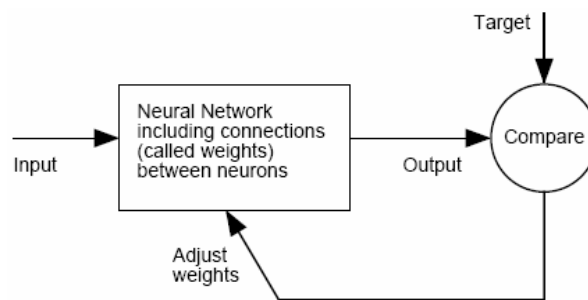 Target
Neural Network
including connections
(called weights)
between neurons
Compare
Input
Output
Adjust
weights